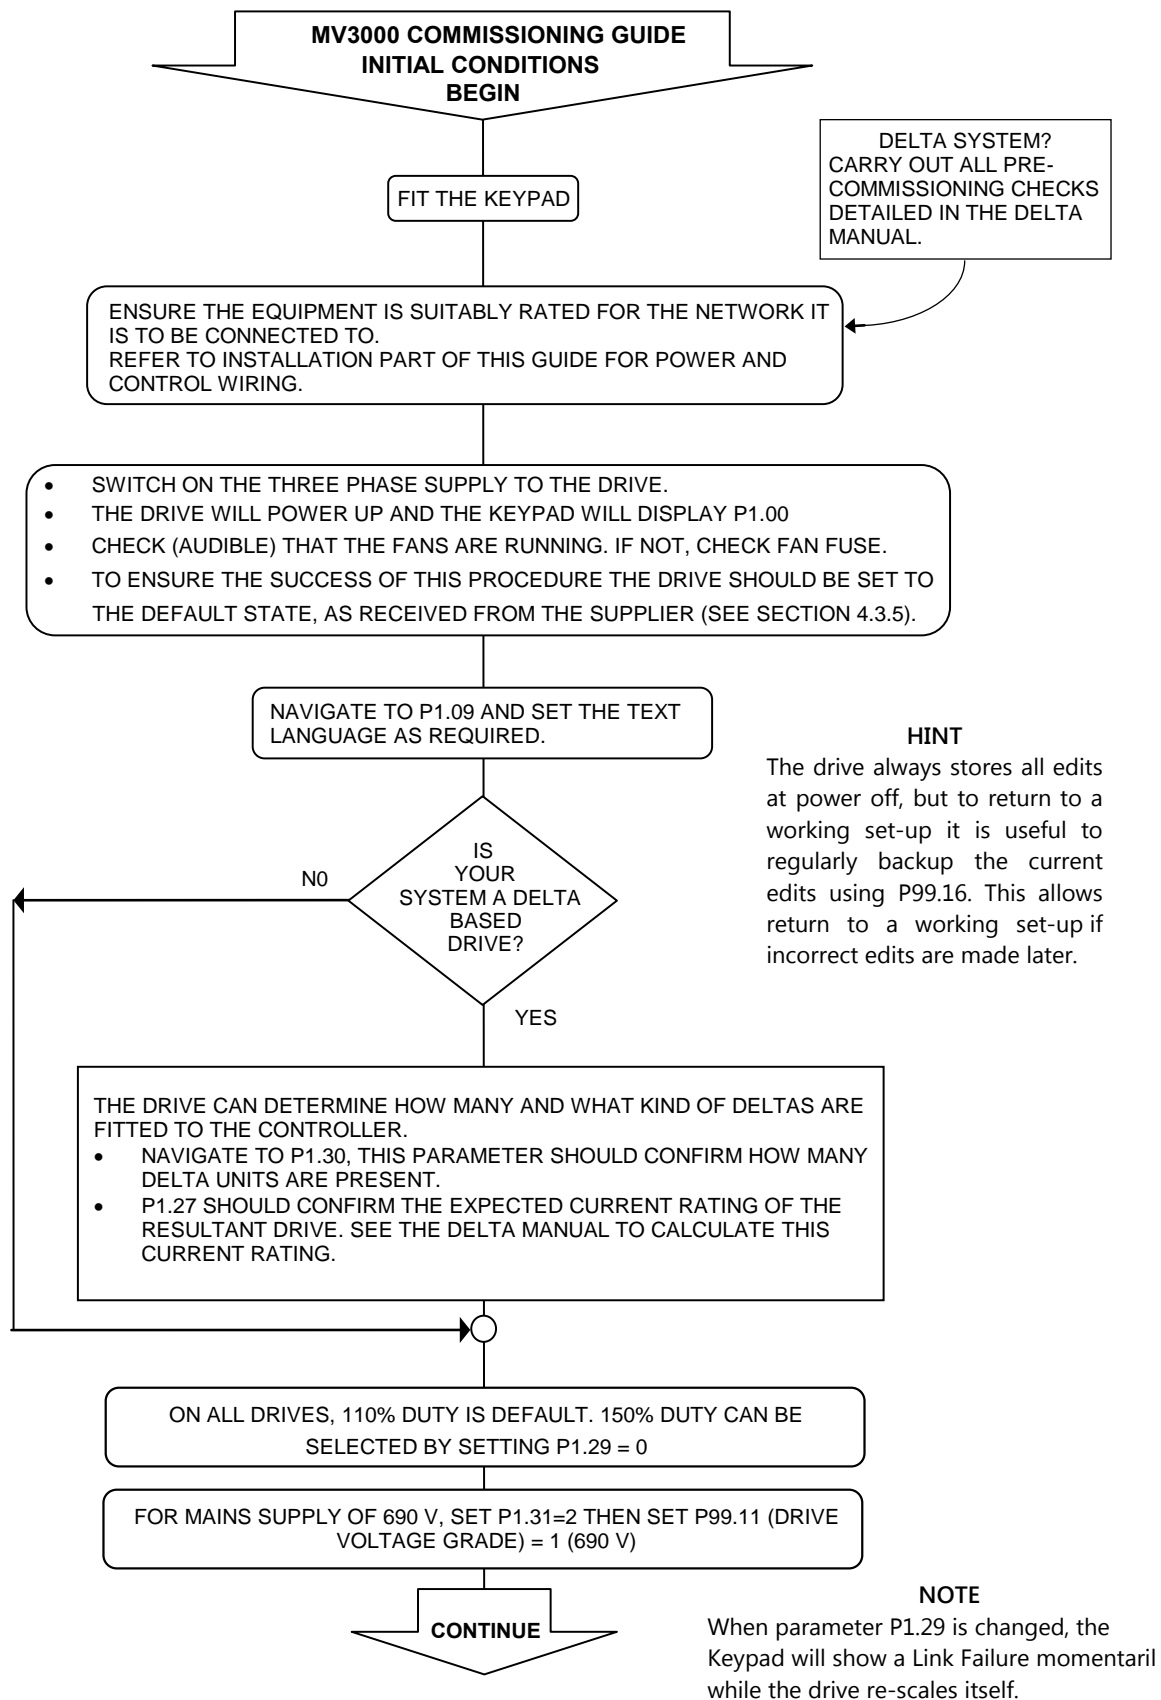 MV3000 COMMISSIONING GUIDE
INITIAL CONDITIONS
BEGIN
FIT THE KEYPAD
DELTA SYSTEM?
CARRY OUT ALL PRE-
COMMISSIONING CHECKS
DETAILED IN THE DELTA
MANUAL.
ENSURE THE EQUIPMENT IS SUITABLY RATED FOR THE NETWORK IT
IS TO BE CONNECTED TO.
REFER TO INSTALLATION PART OF THIS GUIDE FOR POWER AND
CONTROL WIRING.
• SWITCH ON THE THREE PHASE SUPPLY TO THE DRIVE.
• THE DRIVE WILL POWER UP AND THE KEYPAD WILL DISPLAY P1.00
• CHECK (AUDIBLE) THAT THE FANS ARE RUNNING. IF NOT, CHECK FAN FUSE.
• TO ENSURE THE SUCCESS OF THIS PROCEDURE THE DRIVE SHOULD BE SET TO
THE DEFAULT STATE, AS RECEIVED FROM THE SUPPLIER (SEE SECTION 4.3.5).
NAVIGATE TO P1.09 AND SET THE TEXT
LANGUAGE AS REQUIRED.
HINT
The drive always stores all edits
at power off, but to return to a
working set-up it is useful to
regularly backup the current
edits using P99.16. This allows
return to a working set-up if
incorrect edits are made later.
IS
YOUR
SYSTEM A DELTA
BASED
DRIVE?
N0
YES
THE DRIVE CAN DETERMINE HOW MANY AND WHAT KIND OF DELTAS ARE
FITTED TO THE CONTROLLER.
• NAVIGATE TO P1.30, THIS PARAMETER SHOULD CONFIRM HOW MANY
DELTA UNITS ARE PRESENT.
• P1.27 SHOULD CONFIRM THE EXPECTED CURRENT RATING OF THE
RESULTANT DRIVE. SEE THE DELTA MANUAL TO CALCULATE THIS
CURRENT RATING.
ON ALL DRIVES, 110% DUTY IS DEFAULT. 150% DUTY CAN BE
SELECTED BY SETTING P1.29 = 0
FOR MAINS SUPPLY OF 690 V, SET P1.31=2 THEN SET P99.11 (DRIVE
VOLTAGE GRADE) = 1 (690 V)
CONTINUE
NOTE
When parameter P1.29 is changed, the
Keypad will show a Link Failure momentaril
while the drive re-scales itself.